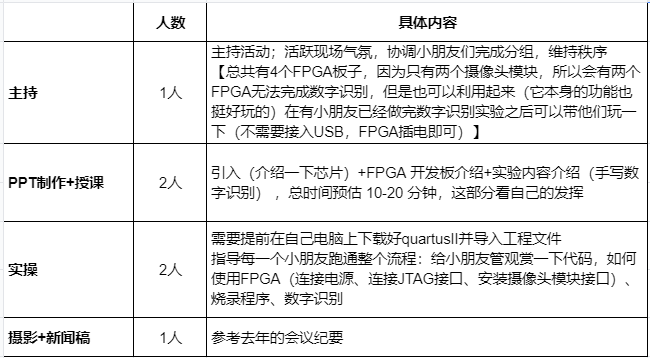 人数 具体内容
主持 1人 主持活动；活跃现场气氛，协调小朋友们完成分组，维持秩序
【总共有4个FPGA板子，因为只有两个摄像头模块，所以会有两个
FPGA无法完成数字识别，但是也可以利用起来（它本身的功能也
挺好玩的）在有小朋友已经做完数字识别实验之后可以带他们玩一
下（不需要接入USB，FPGA插电即可）】
PPT制作+授课 2人 引入（介绍一下芯片）+FPGA 开发板介绍+实验内容介绍（手写数
字识别），总时间预估 10-20 分钟，这部分看自己的发挥
实操 2人 需要提前在自己电脑上下载好quartusII并导入工程文件
指导每一个小朋友跑通整个流程：给小朋友管观赏一下代码，如何
使用FPGA（连接电源、连接JTAG接口、安装摄像头模块接口）、
烧录程序、数字识别
摄影+新闻稿 1人 参考去年的会议纪要